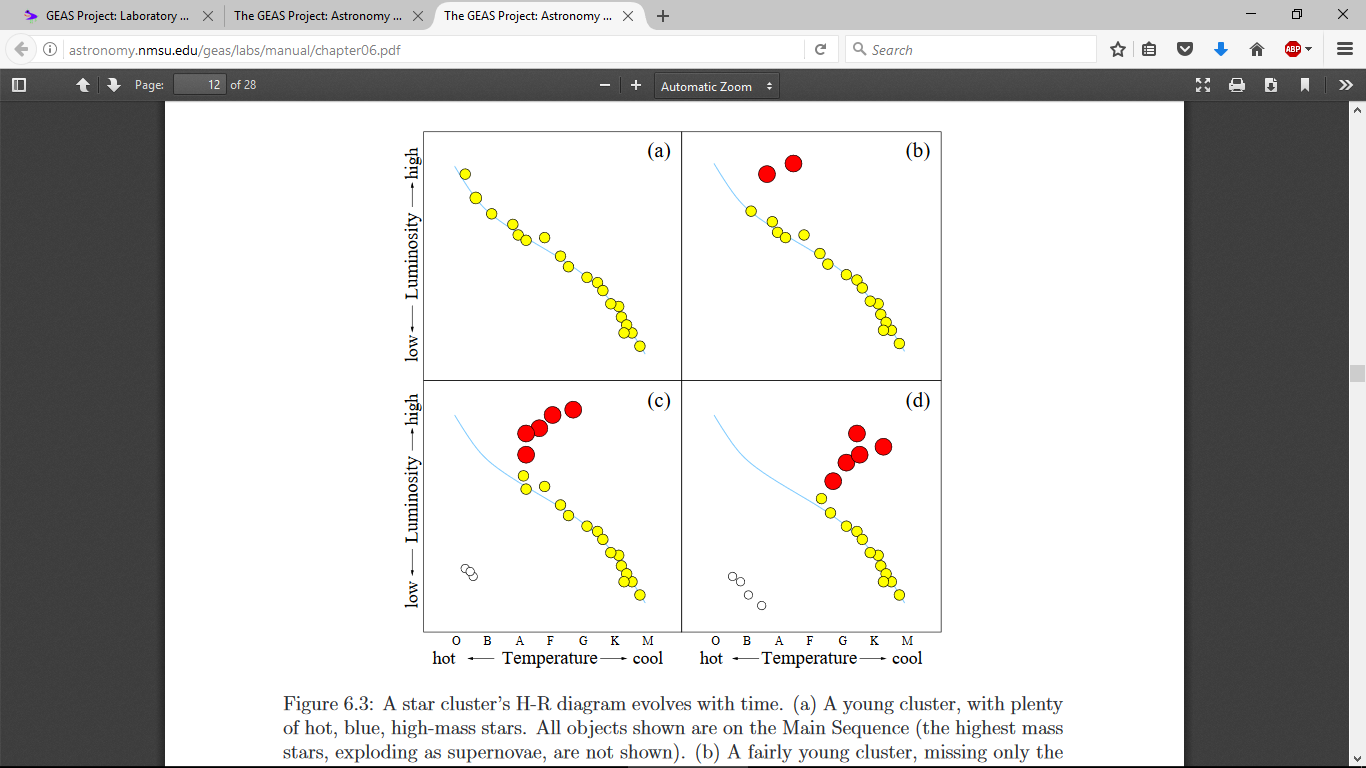 GEAS Project: Laboratory ...
The GEAS Project: Astronomy ...
The GEAS Project: Astronomy ...
astronomy.nmsu.edu/geas/labs/manual/chapter06.pdf
Search
ABP
Page: 12 of 28
Automatic Zoom
(a)
(b)
low Luminosity high
(c)
(d)
low Luminosity high
O B A F G K M
O B A F G K M
hot Temperature cool
hot Temperature cool
Figure 6.3: A star cluster's H-R diagram evolves with time. (a) A young cluster, with plenty
of hot, blue, high-mass stars. All objects shown are on the Main Sequence (the highest mass
stars, exploding as supernovae, are not shown). (b) A fairly young cluster, missing only the